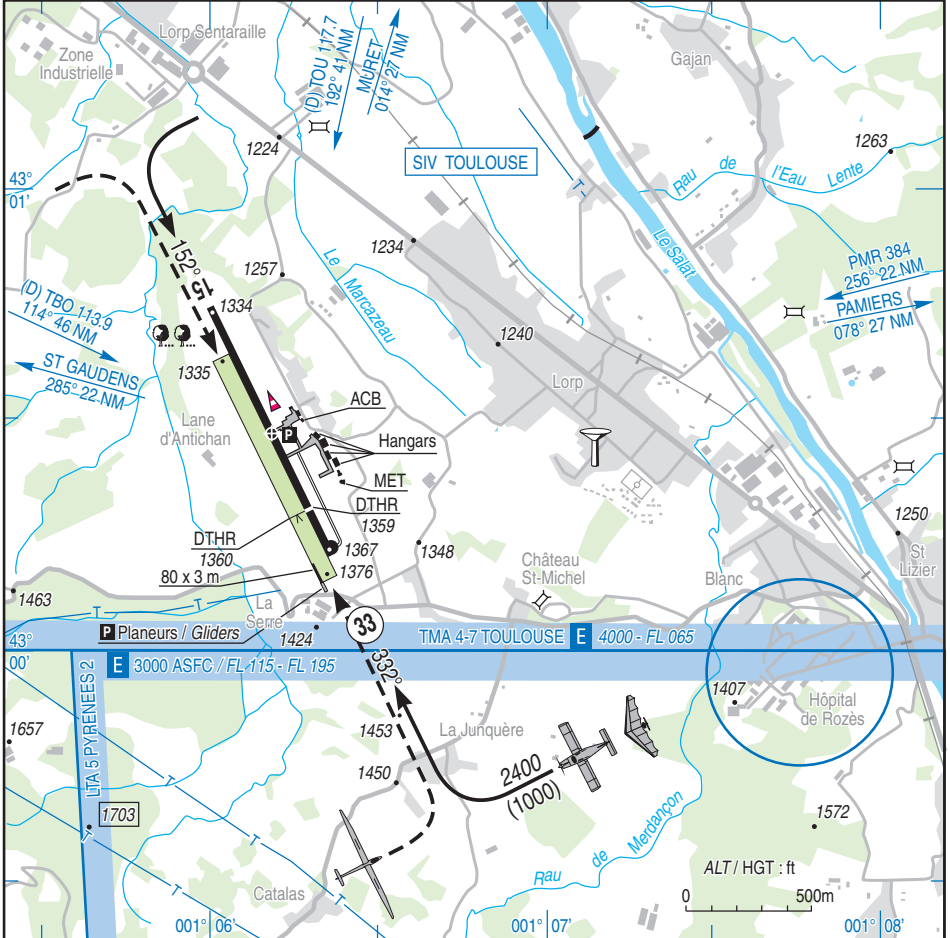 Lorp Sentaraille
Zone
Industrielle
(D) TOU 117.7
192° 41 NM
MURET
014° 27 NM
Gajan
1224
SIV TOULOUSE
1263
Rau de l'Eau Lente
43°
01'
T
152°
15
1234
Le Salat
1257
Le Marcazeau
PMR 384
256° 22 NM
PAMIERS
078° 27 NM
(D) TBO 113.9
114° 46 NM
ST GAUDENS
285° 22 NM
1334
1240
1335
Lorp
ACB
Lane
d'Antichan
P
Hangars
MET
DTHR
1359
DTHR
1360
1367
1348
1250
80 x 3 m
1376
St
Lizier
Château
St-Michel
Blanc
1463
T
T
La
Serre
33
P Planeurs / Gliders
1424
TMA 4-7 TOULOUSE E 4000 - FL 065
43°
00'
E 3000 ASFC / FL 115 - FL 195
332°
LTA 5 PYRENEES 2
1407
Hôpital
de Rozès
1657
1453
La Junquère
T
T
1450
2400
(1000)
1703
T
T
1572
Rau de Merdançon
ALT / HGT : ft
Catalas
0 500m
001° 06'
001° 07'
001° 08'